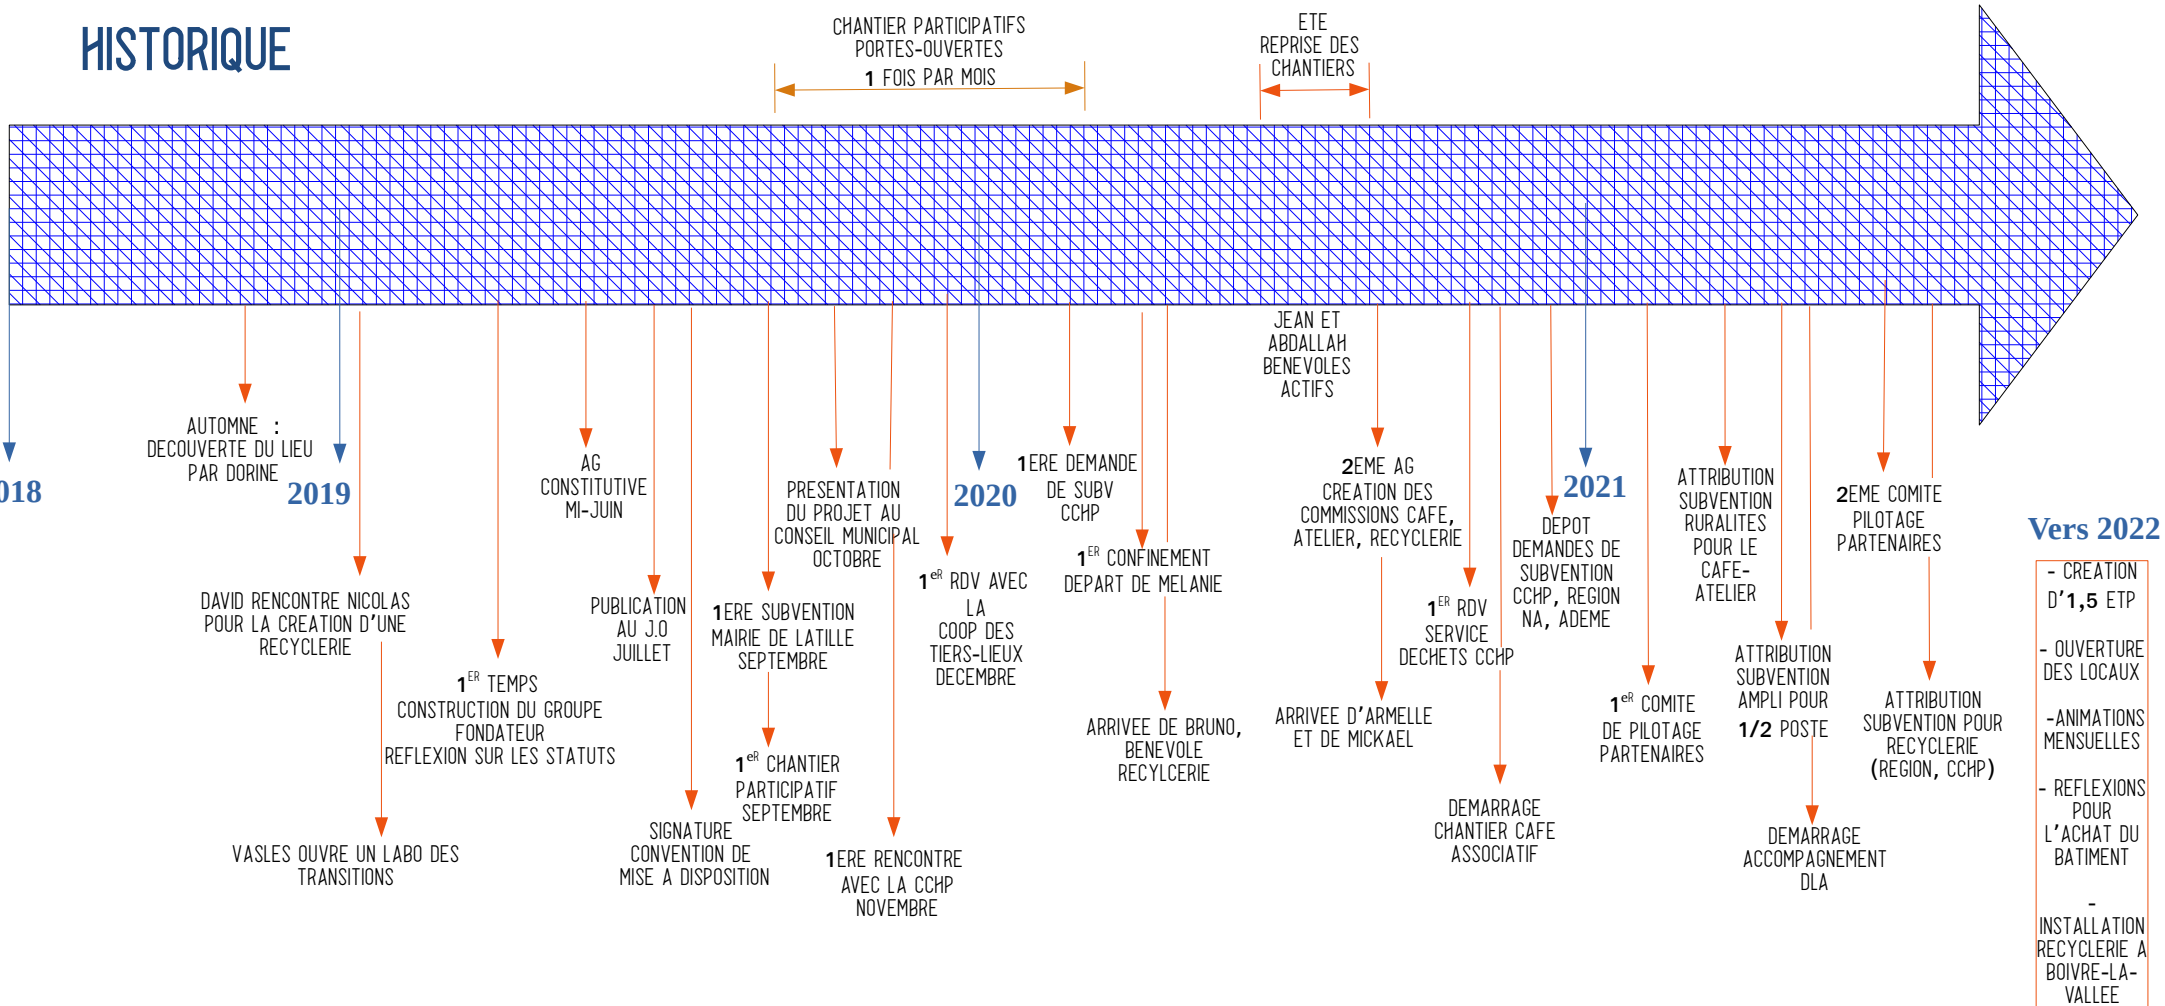 HISTORIQUE
CHANTIER PARTICIPATIFS
PORTES-OUVERTES
1 FOIS PAR MOIS
ETE
REPRISE DES
CHANTIERS
018
AUTOMNE :
DECOUVERTE DU LIEU
PAR DORINE
2019
DAVID RENCONTRE NICOLAS
POUR LA CREATION D'UNE
RECYCLERIE
VASLES OUVRE UN LABO DES
TRANSITIONS
1ER TEMPS
CONSTRUCTION DU GROUPE
FONDATEUR
REFLEXION SUR LES STATUTS
AG
CONSTITUTIVE
MI-JUIN
PUBLICATION
AU J.O
JUILLET
SIGNATURE
CONVENTION DE
MISE A DISPOSITION
1ERE SUBVENTION
MAIRIE DE LATILLE
SEPTEMBRE
1eR CHANTIER
PARTICIPATIF
SEPTEMBRE
PRESENTATION
DU PROJET AU
CONSEIL MUNICIPAL
OCTOBRE
1ERE RENCONTRE
AVEC LA CCHP
NOVEMBRE
1eR RDV AVEC
LA
COOP DES
TIERS-LIEUX
DECEMBRE
2020
1ERE DEMANDE
DE SUBV
CCHP
1ER CONFINEMENT
DEPART DE MELANIE
ARRIVEE DE BRUNO,
BENEVOLE
RECYLCERIE
JEAN ET
ABDALLAH
BENEVOLES
ACTIFS
2EME AG
CREATION DES
COMMISSIONS CAFE,
ATELIER, RECYCLERIE
ARRIVEE D'ARMELLE
ET DE MICKAEL
1ER RDV
SERVICE
DECHETS CCHP
DEMARRAGE
CHANTIER CAFE
ASSOCIATIF
DEPOT
DEMANDES DE
SUBVENTION
CCHP, REGION
NA, ADEME
2021
1eR COMITE
DE PILOTAGE
PARTENAIRES
ATTRIBUTION
SUBVENTION
RURALITES
POUR LE
CAFE-
ATELIER
ATTRIBUTION
SUBVENTION
AMPLI POUR
1/2 POSTE
DEMARRAGE
ACCOMPAGNEMENT
DLA
2EME COMITE
PILOTAGE
PARTENAIRES
ATTRIBUTION
SUBVENTION POUR
RECYCLERIE
(REGION, CCHP)
Vers 2022
- CREATION
D'1,5 ETP
- OUVERTURE
DES LOCAUX
-ANIMATIONS
MENSUELLES
- REFLEXIONS
POUR
L'ACHAT DU
BATIMENT
-
INSTALLATION
RECYCLERIE A
BOIVRE-LA-
VALLEE